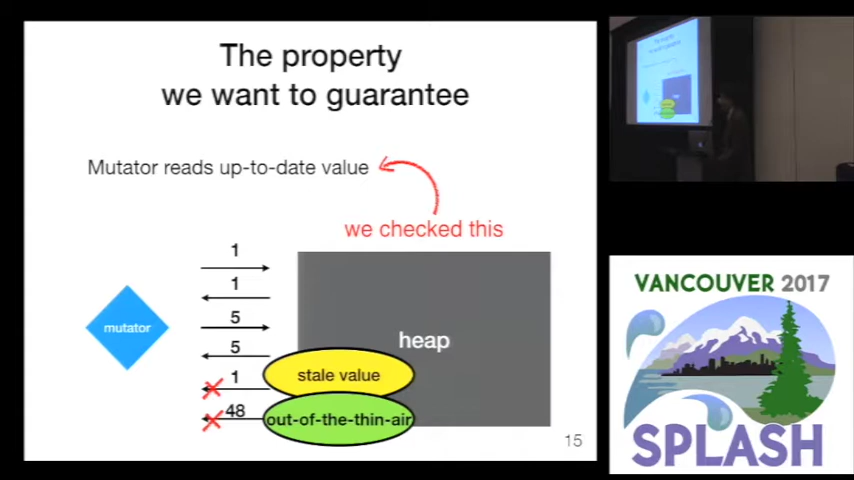 The property
we want to guarantee
Mutator reads up-to-date value
we checked this
1
1
5
mutator
heap
5
1
stale value
48
out-of-the-thin-air
15
VANCOUVER 2017
SPLASH